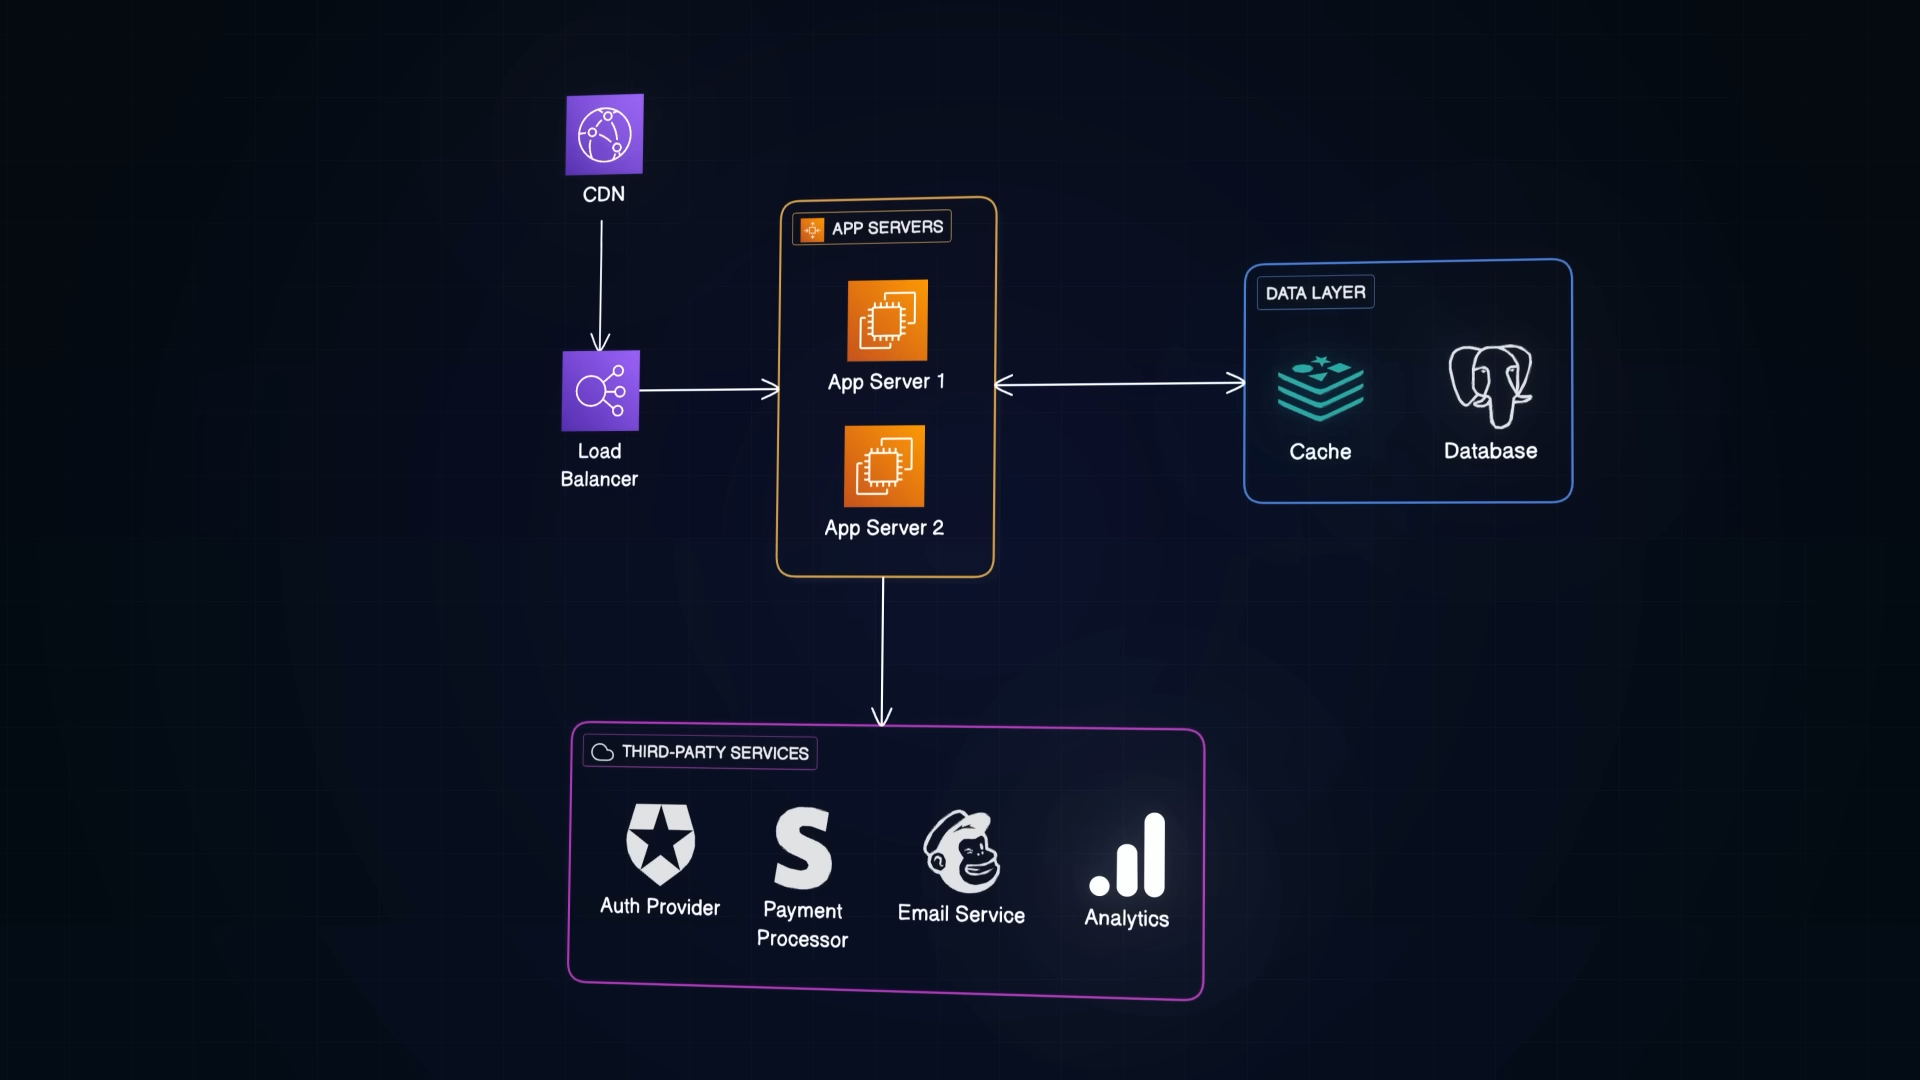 CDN
APP SERVERS
App Server 1
Load
Balancer
App Server 2
DATA LAYER
Cache
Database
THIRD-PARTY SERVICES
Auth Provider
Payment
Processor
Email Service
Analytics